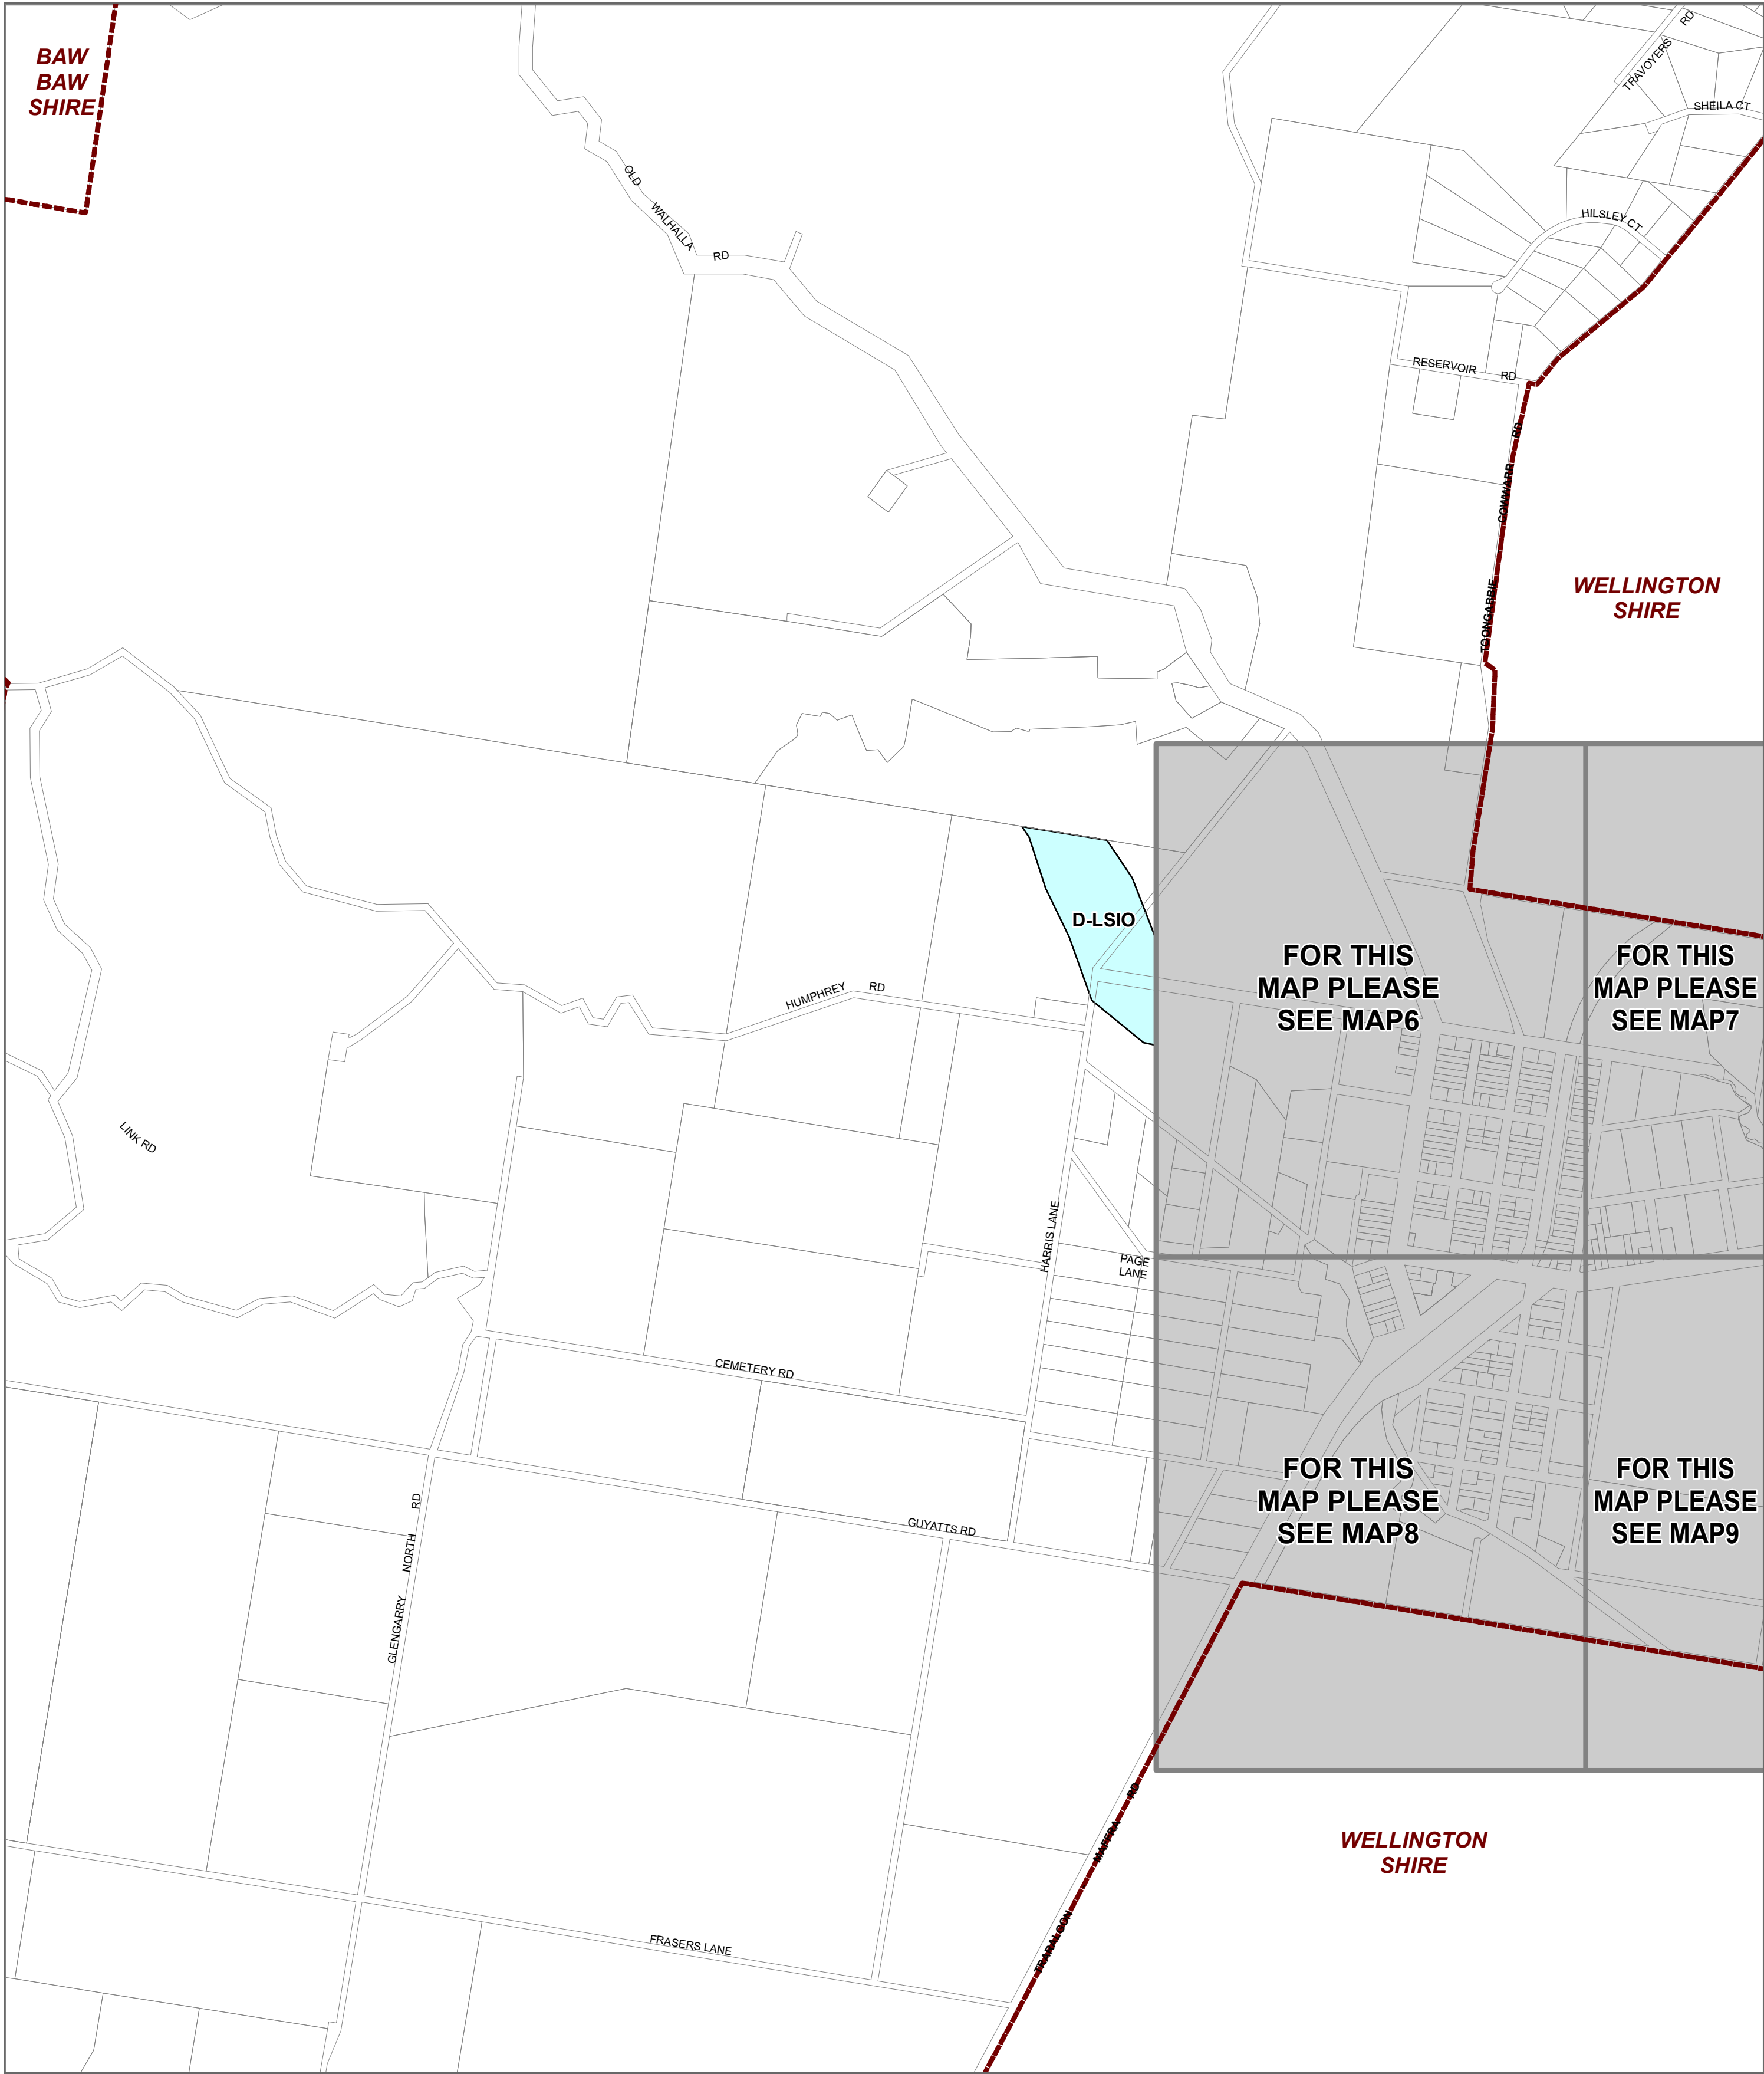 BAW
BAW
SHIRE
TRAVOYERS
RD
SHEILA CT
OLD
WALHALLA
RD
HILSLEY CT
RESERVOIR
RD
TOONGABBIE
COWWARR
RD
WELLINGTON
SHIRE
D-LSIO
FOR THIS
MAP PLEASE
SEE MAP6
FOR THIS
MAP PLEASE
SEE MAP7
HUMPHREY
RD
LINK RD
HARRIS LANE
PAGE
LANE
CEMETERY RD
FOR THIS
MAP PLEASE
SEE MAP8
FOR THIS
MAP PLEASE
SEE MAP9
GLENGARRY
NORTH
RD
GUYATTS RD
TRARALGON
MAFFRA
RD
WELLINGTON
SHIRE
FRASERS LANE